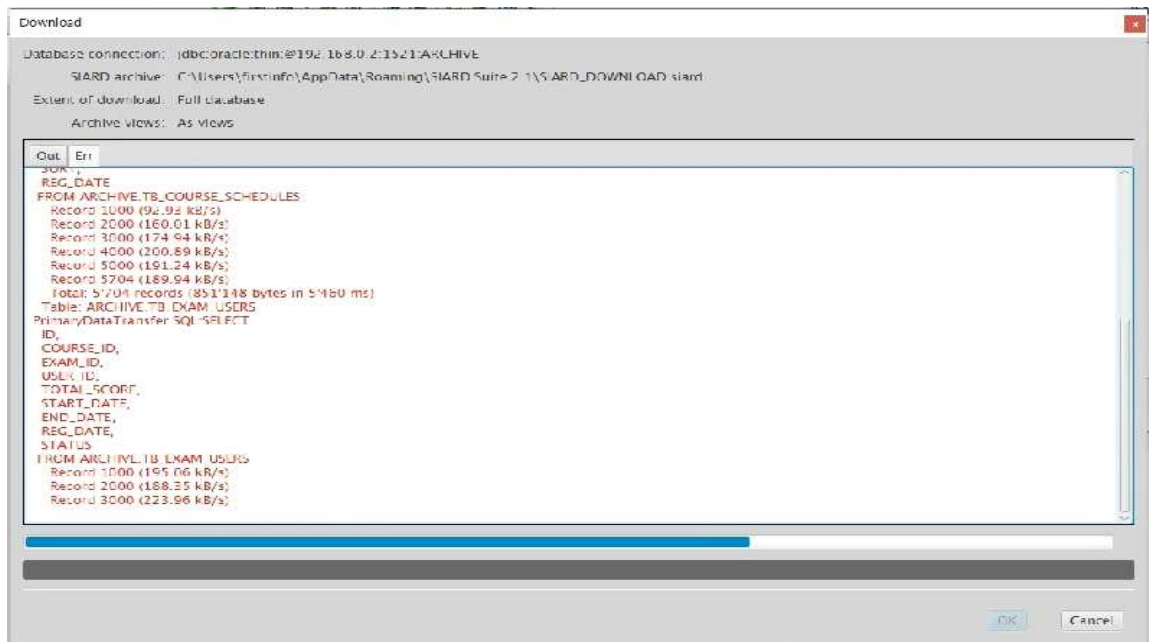 Download
Database connection: jdbc:oracle:thin:@192.168.0.2:1521:ARCHIVE
SIARD archive: C:\Users\firstinfo\AppData\Roaming\SIARD Suite 2.1\SIARD_DOWNLOAD.siard
Extent of download: Full database
Archive views: As views
Out Err
SORT,
REG_DATE
FROM ARCHIVE.TB_COURSE_SCHEDULES
Record 1000 (92.93 kB/s)
Record 2000 (160.01 kB/s)
Record 3000 (174.94 kB/s)
Record 4000 (200.89 kB/s)
Record 5000 (191.24 kB/s)
Record 5704 (189.94 kB/s)
Total: 5'704 records (851'148 bytes in 5'460 ms)
Table: ARCHIVE.TB_EXAM_USERS
PrimaryDataTransfer SQL:SELECT
ID,
COURSE_ID,
EXAM_ID,
USER_ID,
TOTAL_SCORE,
START_DATE,
END_DATE,
REG_DATE,
STATUS
FROM ARCHIVE.TB_EXAM_USERS
Record 1000 (195.06 kB/s)
Record 2000 (188.35 kB/s)
Record 3000 (223.96 kB/s)
OK Cancel